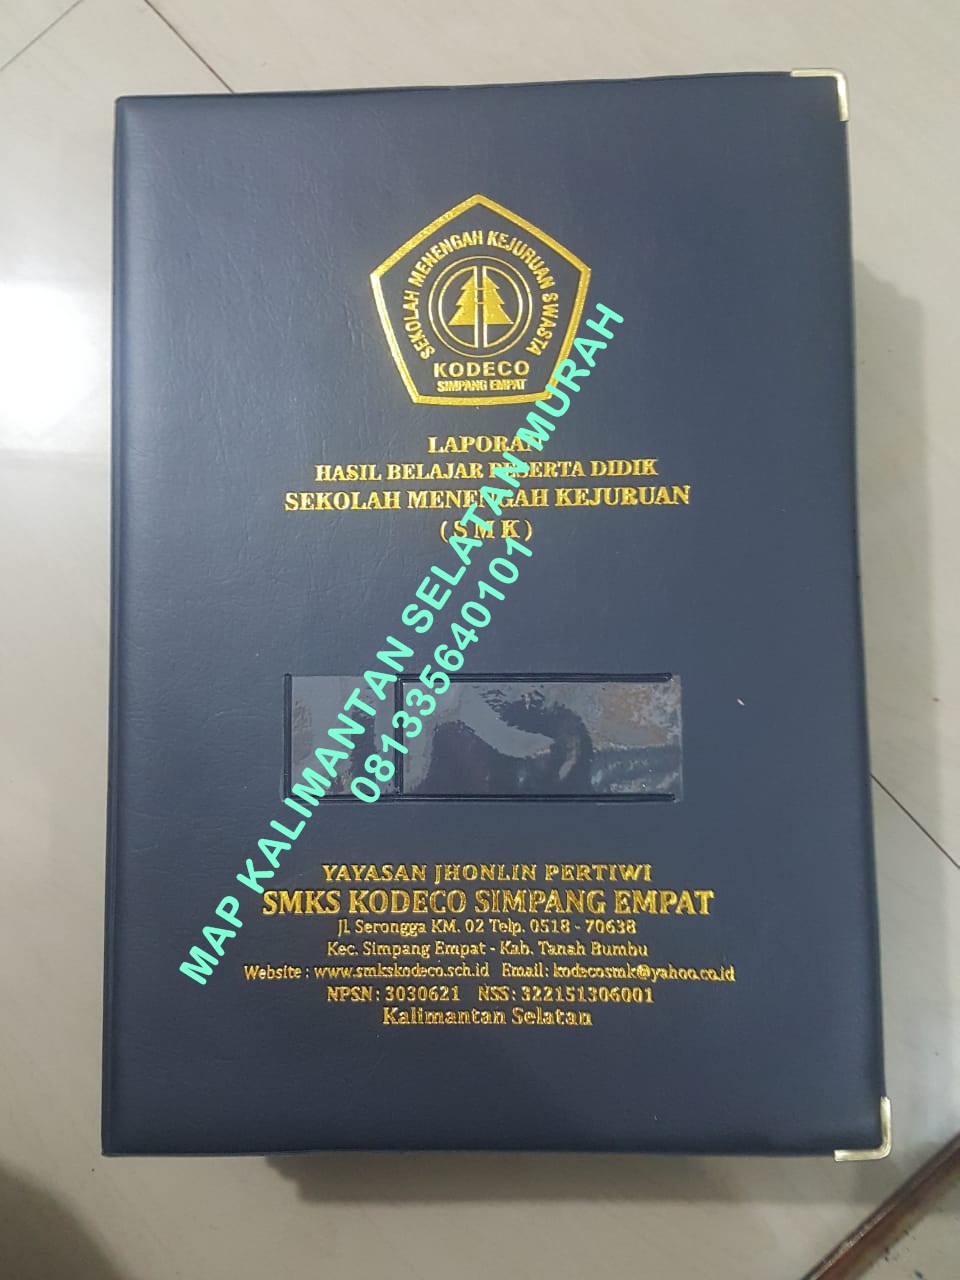 SEKOLAH MENENGAH KEJURUAN SWASTA
KODECO
SIMPANG EMPAT
LAPORAN
HASIL BELAJAR PESERTA DIDIK
SEKOLAH MENENGAH KEJURUAN
( S M K )
MAP KALIMANTAN SELATAN MURAH
081335640101
YAYASAN JHONLIN PERTIWI
SMKS KODECO SIMPANG EMPAT
Jl. Serongga KM. 02 Telp. 0518 - 70638
Kec. Simpang Empat - Kab. Tanah Bumbu
Website : www.smkskodeco.sch.id Email : kodecosmk@yahoo.co.id
NPSN : 3030621 NSS : 322151306001
Kalimantan Selatan